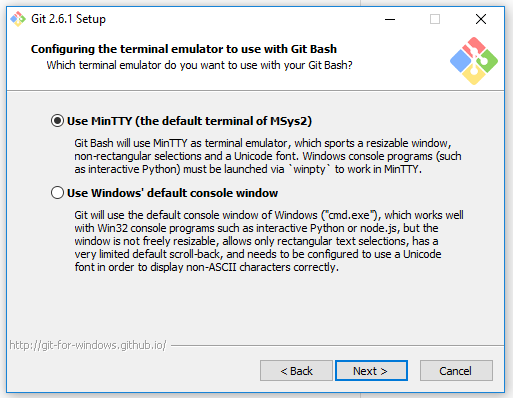 Git 2.6.1 Setup
Configuring the terminal emulator to use with Git Bash
Which terminal emulator do you want to use with your Git Bash?
Use MinTTY (the default terminal of MSys2)
Git Bash will use MinTTY as terminal emulator, which sports a resizable window,
non-rectangular selections and a Unicode font. Windows console programs (such
as interactive Python) must be launched via `winpty` to work in MinTTY.
Use Windows' default console window
Git will use the default console window of Windows ("cmd.exe"), which works well
with Win32 console programs such as interactive Python or node.js, but the
window is not freely resizable, allows only rectangular text selections, has a
very limited default scroll-back, and needs to be configured to use a Unicode
font in order to display non-ASCII characters correctly.
http://git-for-windows.github.io/
< Back
Next >
Cancel